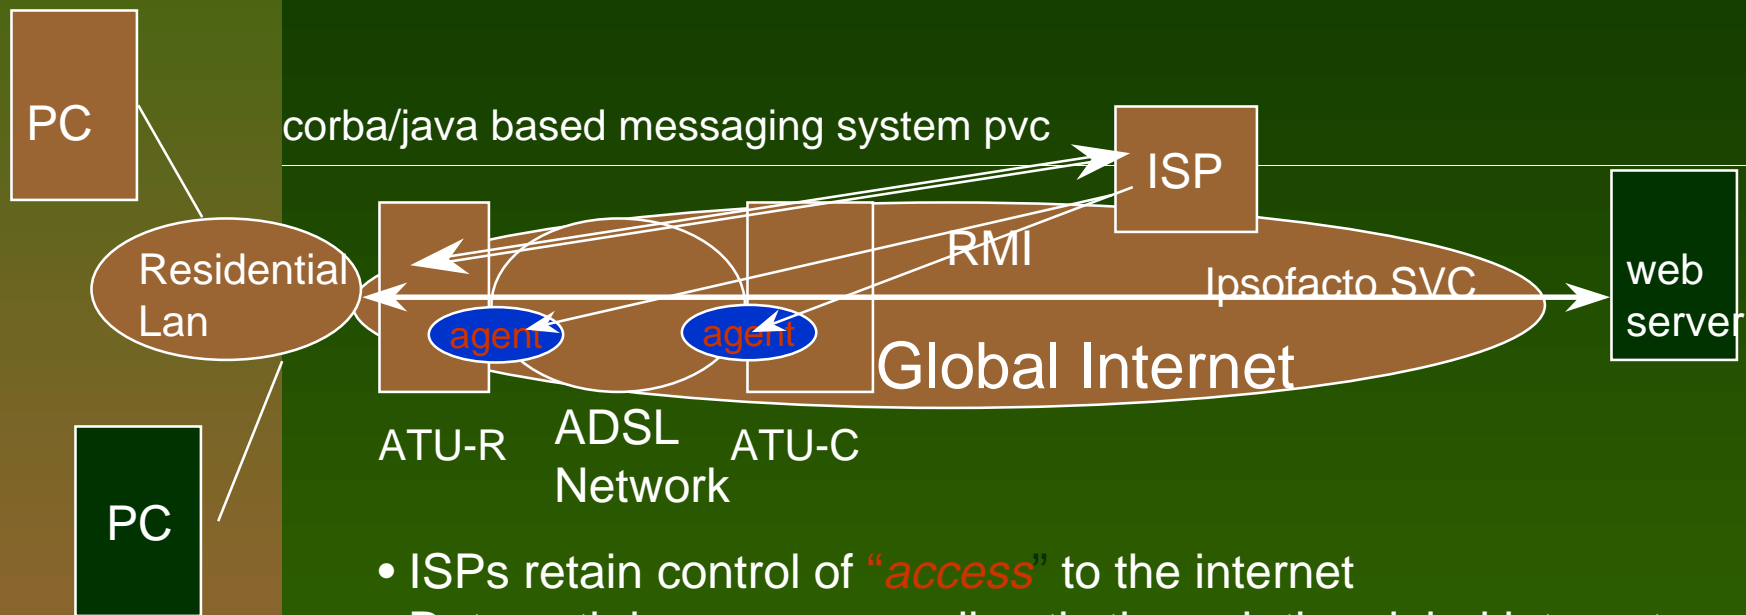 PC
corba/java based messaging system pvc
ISP
Residential
Lan
RMI
Ipsofacto SVC
web
server
agent
agent
Global Internet
ATU-R
ADSL
Network
ATU-C
PC
• ISPs retain control of "access" to the internet